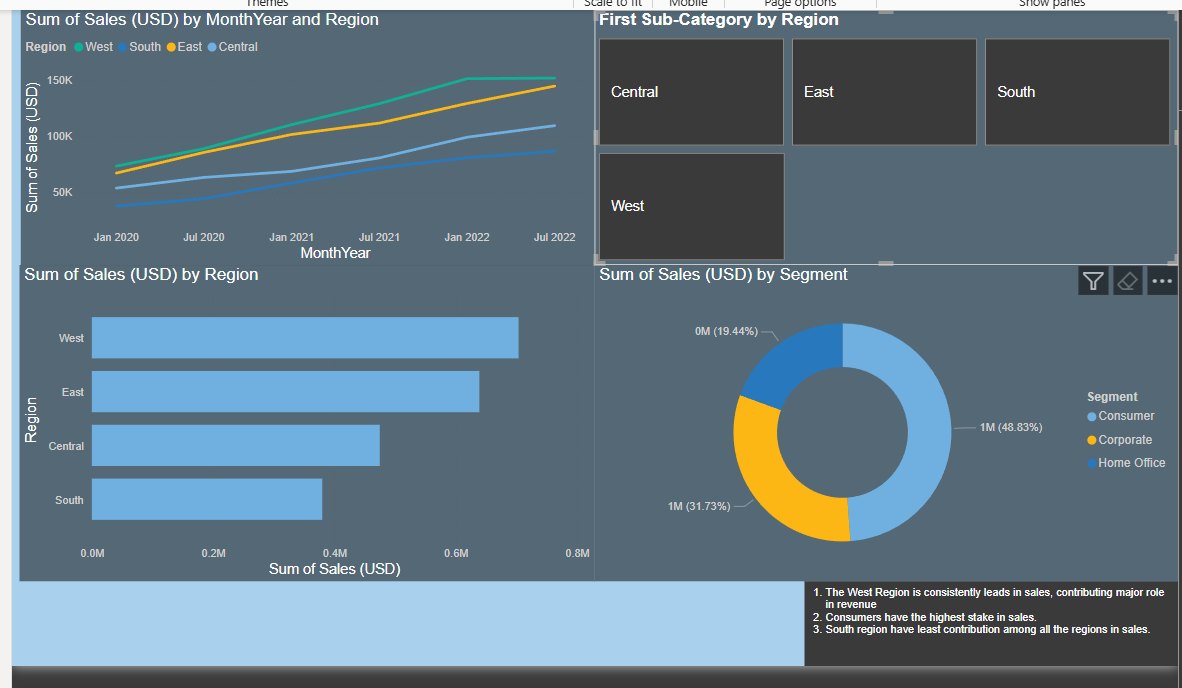 Themes
Scale to fit
Mobile
Page options
Show panes
Sum of Sales (USD) by MonthYear and Region
Region West South East Central
150K
100K
50K
Sum of Sales (USD)
Jan 2020 Jul 2020 Jan 2021 Jul 2021 Jan 2022 Jul 2022
MonthYear
First Sub-Category by Region
Central
East
South
West
Sum of Sales (USD) by Region
Region
West
East
Central
South
0.0M 0.2M 0.4M 0.6M 0.8M
Sum of Sales (USD)
Sum of Sales (USD) by Segment
0M (19.44%)
1M (48.83%)
1M (31.73%)
Segment
Consumer
Corporate
Home Office
1. The West Region is consistently leads in sales, contributing major role
in revenue
2. Consumers have the highest stake in sales.
3. South region have least contribution among all the regions in sales.